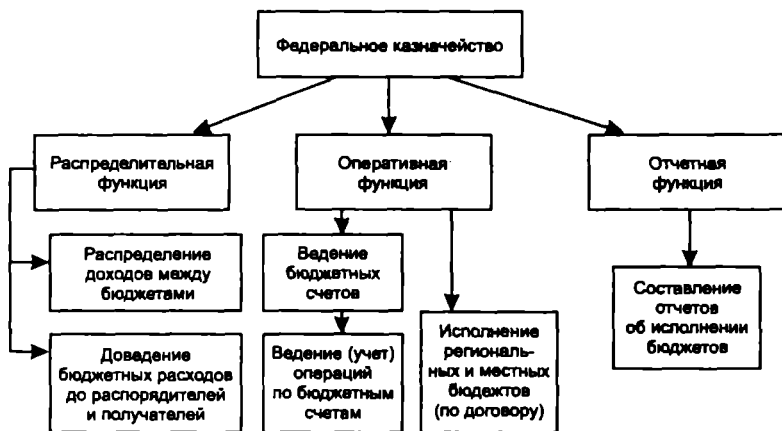 Федеральное казначейство
Распределительная
функция
Оперативная
функция
Отчетная
функция
Распределение
доходов между
бюджетами
Доведение
бюджетных расходов
до распорядителей
и получателей
Ведение
бюджетных
счетов
Ведение (учет)
операций
по бюджетным
счетам
Исполнение
региональ-
ных и местных
бюдажтов
(по договору)
Составление
отчетов
об исполнении
бюджетов